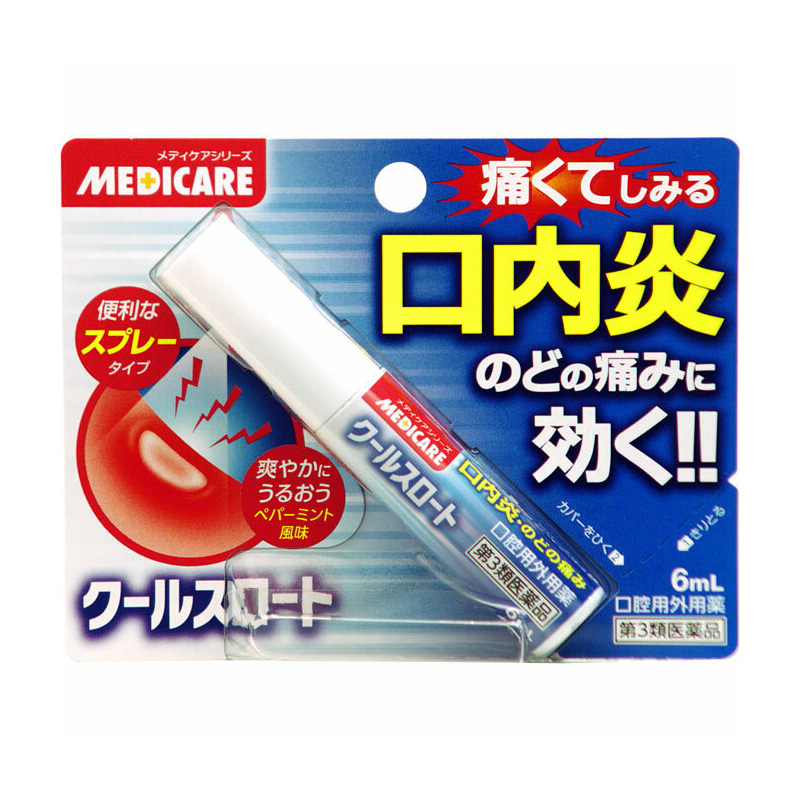 メディケアシリーズ
MEDICARE
痛くてしみる
口内炎
のどの痛みに
効く!!
便利な
スプレー
タイプ
爽やかに
うるおう
ペパーミント
風味
クールスロート
メディケアシリーズ
MEDICARE
クールスロート
口内炎・のどの痛み
口腔用外用薬
第3類医薬品
6mL
カバーをひく2
1きりとる
6mL
口腔用外用薬
第3類医薬品